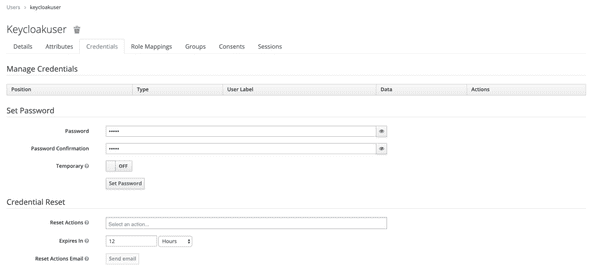 Users > keycloakuser
Keycloakuser
Details Attributes Credentials Role Mappings Groups Consents Sessions
Manage Credentials
Position Type User Label Data Actions
Set Password
Password •••••
Password Confirmation •••••
Temporary OFF
Set Password
Credential Reset
Reset Actions Select an action...
Expires In 12 Hours
Reset Actions Email Send email